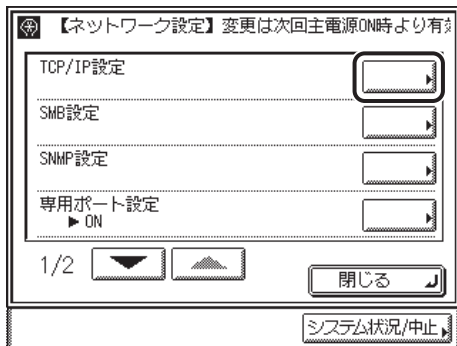 【ネットワーク設定】変更は次回主電源ON時より有
TCP/IP設定
SMB設定
SNMP設定
専用ポート設定
▶ ON
1/2
閉じる
システム状況/中止